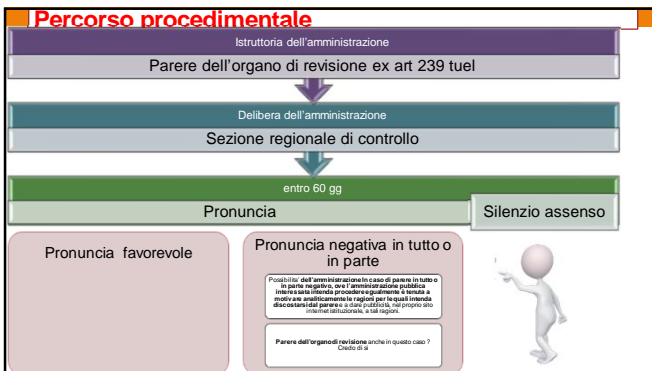 Percorso procedimentale
Istruttoria dell'amministrazione
Parere dell'organo di revisione ex art 239 tuel
Delibera dell'amministrazione
Sezione regionale di controllo
entro 60 gg
Pronuncia
Silenzio assenso
Pronuncia favorevole
Pronuncia negativa in tutto o
in parte
Possibilita' dell'amministrazione In caso di parere in tutto o
in parte negativo, ove l'amministrazione pubblica
interessata intenda procedere egualmente è tenuta a
motivare analiticamente le ragioni per le quali intenda
discostarsi dal parere e a dare pubblicità, nel proprio sito
internet istituzionale, a tali ragioni.
Parere dell'organo di revisione anche in questo caso ?
Credo di si